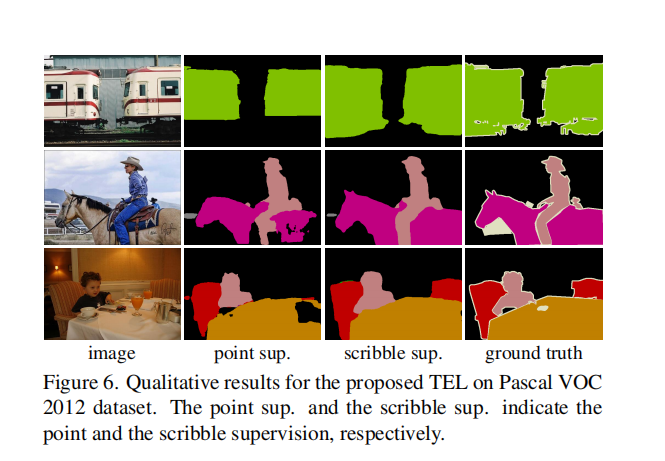 image point sup. scribble sup. ground truth
Figure 6. Qualitative results for the proposed TEL on Pascal VOC
2012 dataset. The point sup. and the scribble sup. indicate the
point and the scribble supervision, respectively.